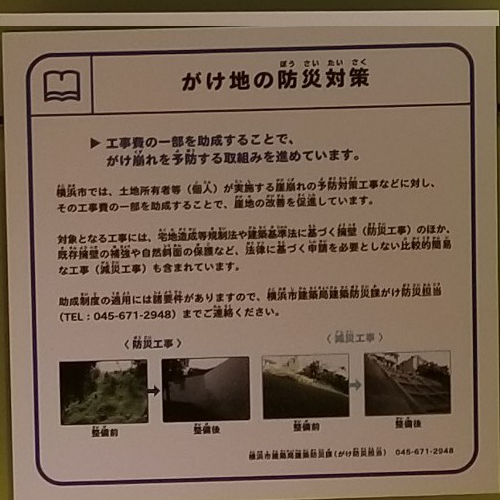 がけ地の防災対策
ぼう さい たい さく
▶ 工事費の一部を助成することで、
がけ崩れを予防する取組みを進めています。
横浜市では、土地所有者等（個人）が実施する崖崩れの予防対策工事などに対し、
その工事費の一部を助成することで、崖地の改善を促進しています。
対象となる工事には、宅地造成等規制法や建築基準法に基づく擁壁（防災工事）のほか、
既存擁壁の補強や自然斜面の保護など、法律に基づく申請を必要としない比較的簡易
な工事（減災工事）も含まれています。
助成制度の適用には諸要件がありますので、横浜市建築局建築防災課がけ防災担当
（TEL：045-671-2948）までご連絡ください。
〈防災工事〉
〈減災工事〉
整備前
整備後
整備前
整備後
横浜市建築局建築防災課（がけ防災担当） 045-671-2948